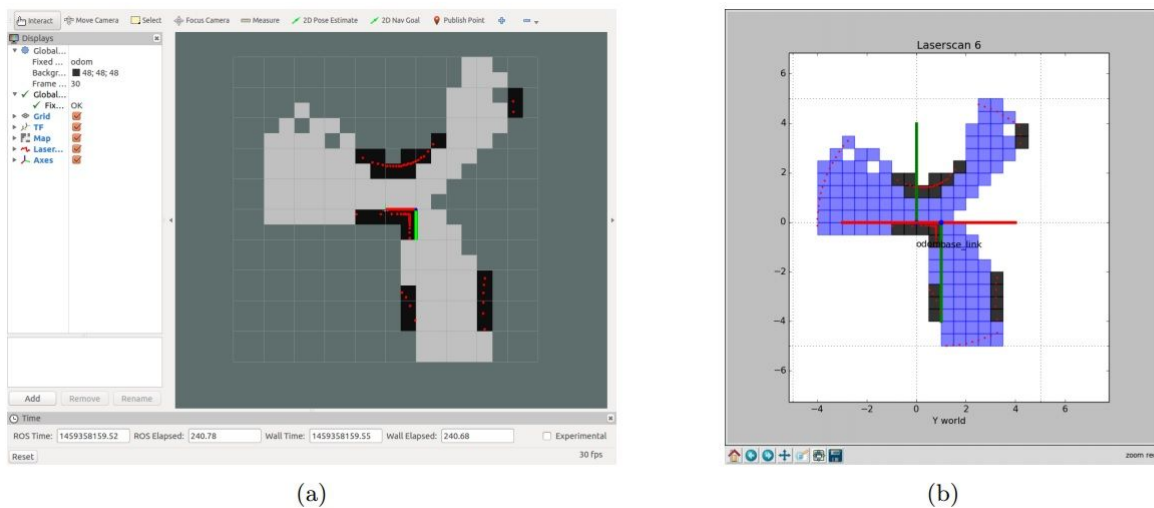 Interact Move Camera Select Focus Camera Measure 2D Pose Estimate 2D Nav Goal Publish Point
Displays
Global...
Fixed ... odom
Backgr... 48; 48; 48
Frame ... 30
Global...
Fix... OK
Grid
TF
Map
Laser...
Axes
Add Remove Rename
Time
ROS Time: 1459358159.52 ROS Elapsed: 240.78 Wall Time: 1459358159.55 Wall Elapsed: 240.68 Experimental
Reset 30 fps
(a)
Laserscan 6
6
4
2
0
odombase_link
−2
−4
−6
−4 −2 0 2 4 6
Y world
zoom rec
(b)